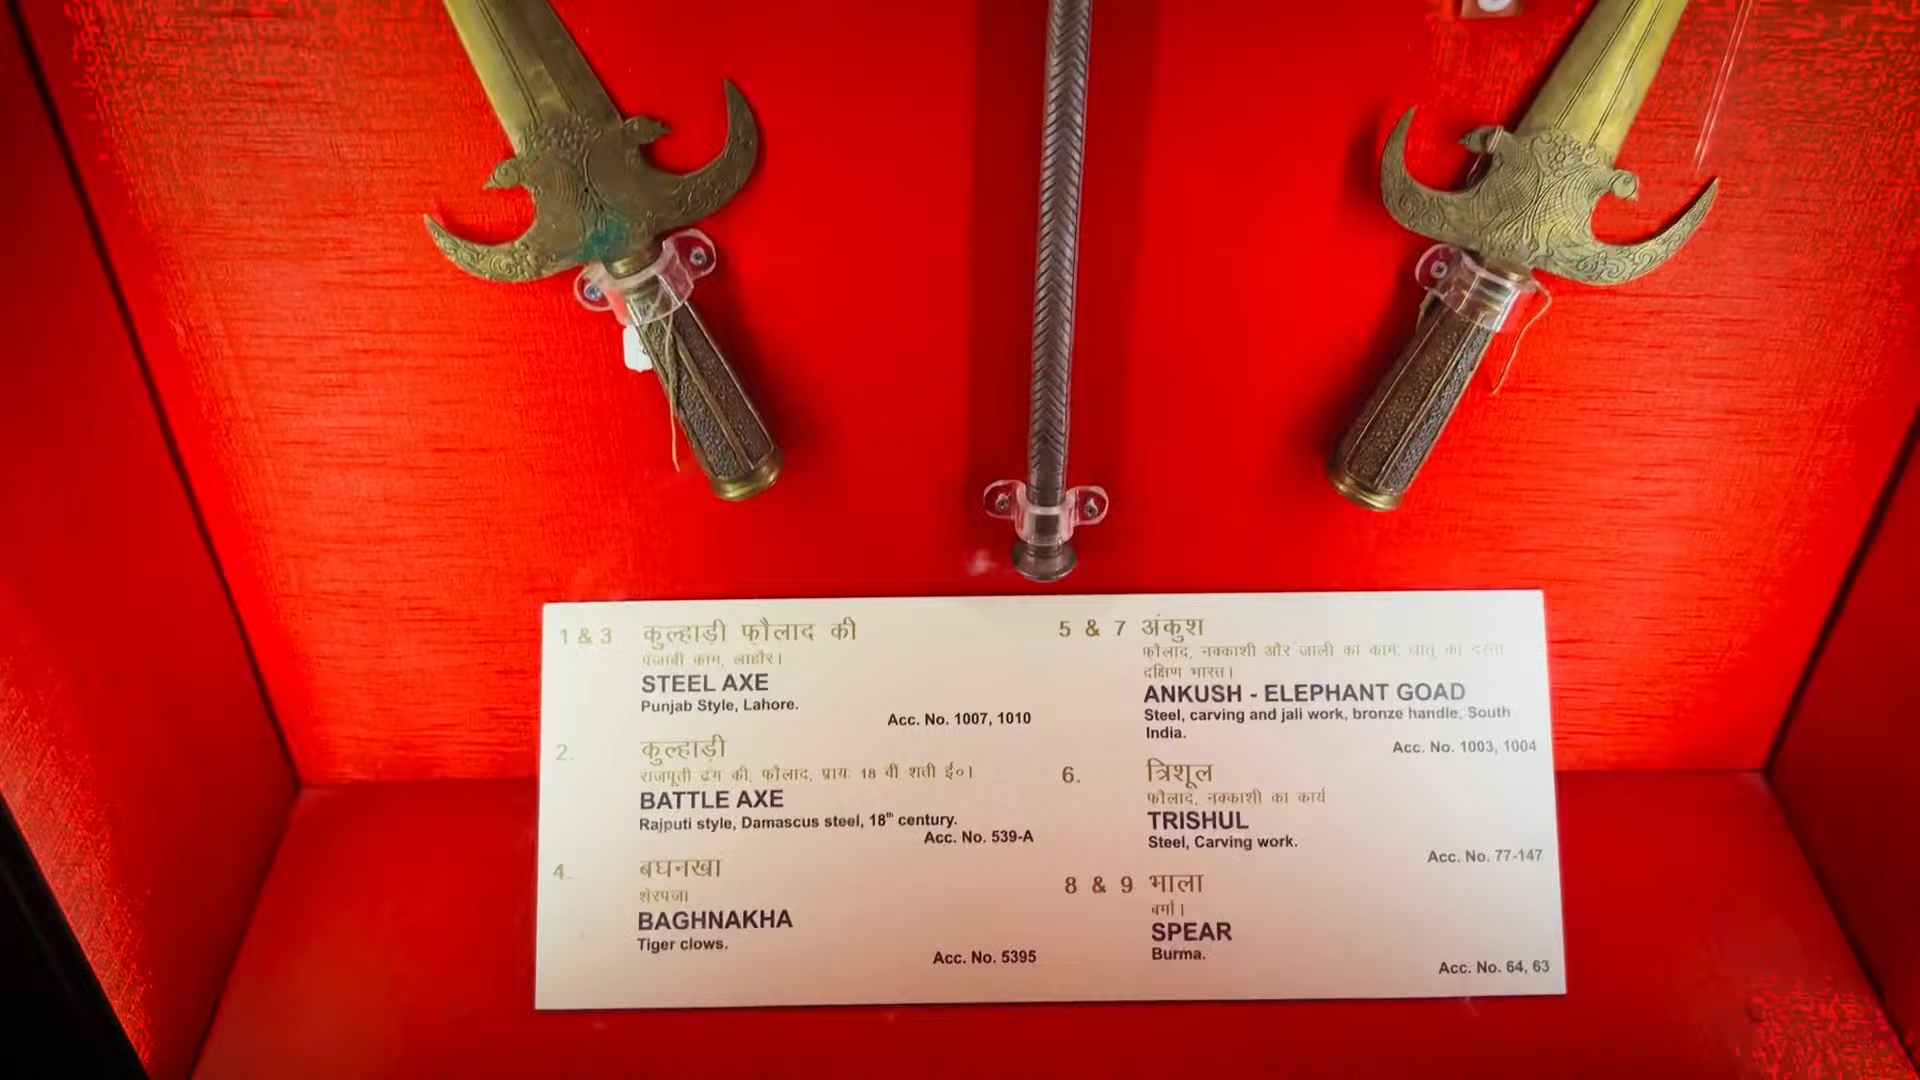 1 & 3 कुल्हाड़ी फौलाद की
पंजाबी काम, लाहौर।
STEEL AXE
Punjab Style, Lahore.
Acc. No. 1007, 1010
2. कुल्हाड़ी
राजपूती ढंग की, फौलाद, प्रायः 18 वीं शती ई०।
BATTLE AXE
Rajputi style, Damascus steel, 18th century.
Acc. No. 539-A
4. बघनखा
शेरपंजा।
BAGHNAKHA
Tiger clows.
Acc. No. 5395
5 & 7 अंकुश
फौलाद, नक्काशी और जाली का काम, धातु का दस्ता
दक्षिण भारत।
ANKUSH - ELEPHANT GOAD
Steel, carving and jali work, bronze handle, South
India.
Acc. No. 1003, 1004
6. त्रिशूल
फौलाद, नक्काशी का कार्य
TRISHUL
Steel, Carving work.
Acc. No. 77-147
8 & 9 भाला
बर्मा।
SPEAR
Burma.
Acc. No. 64, 63